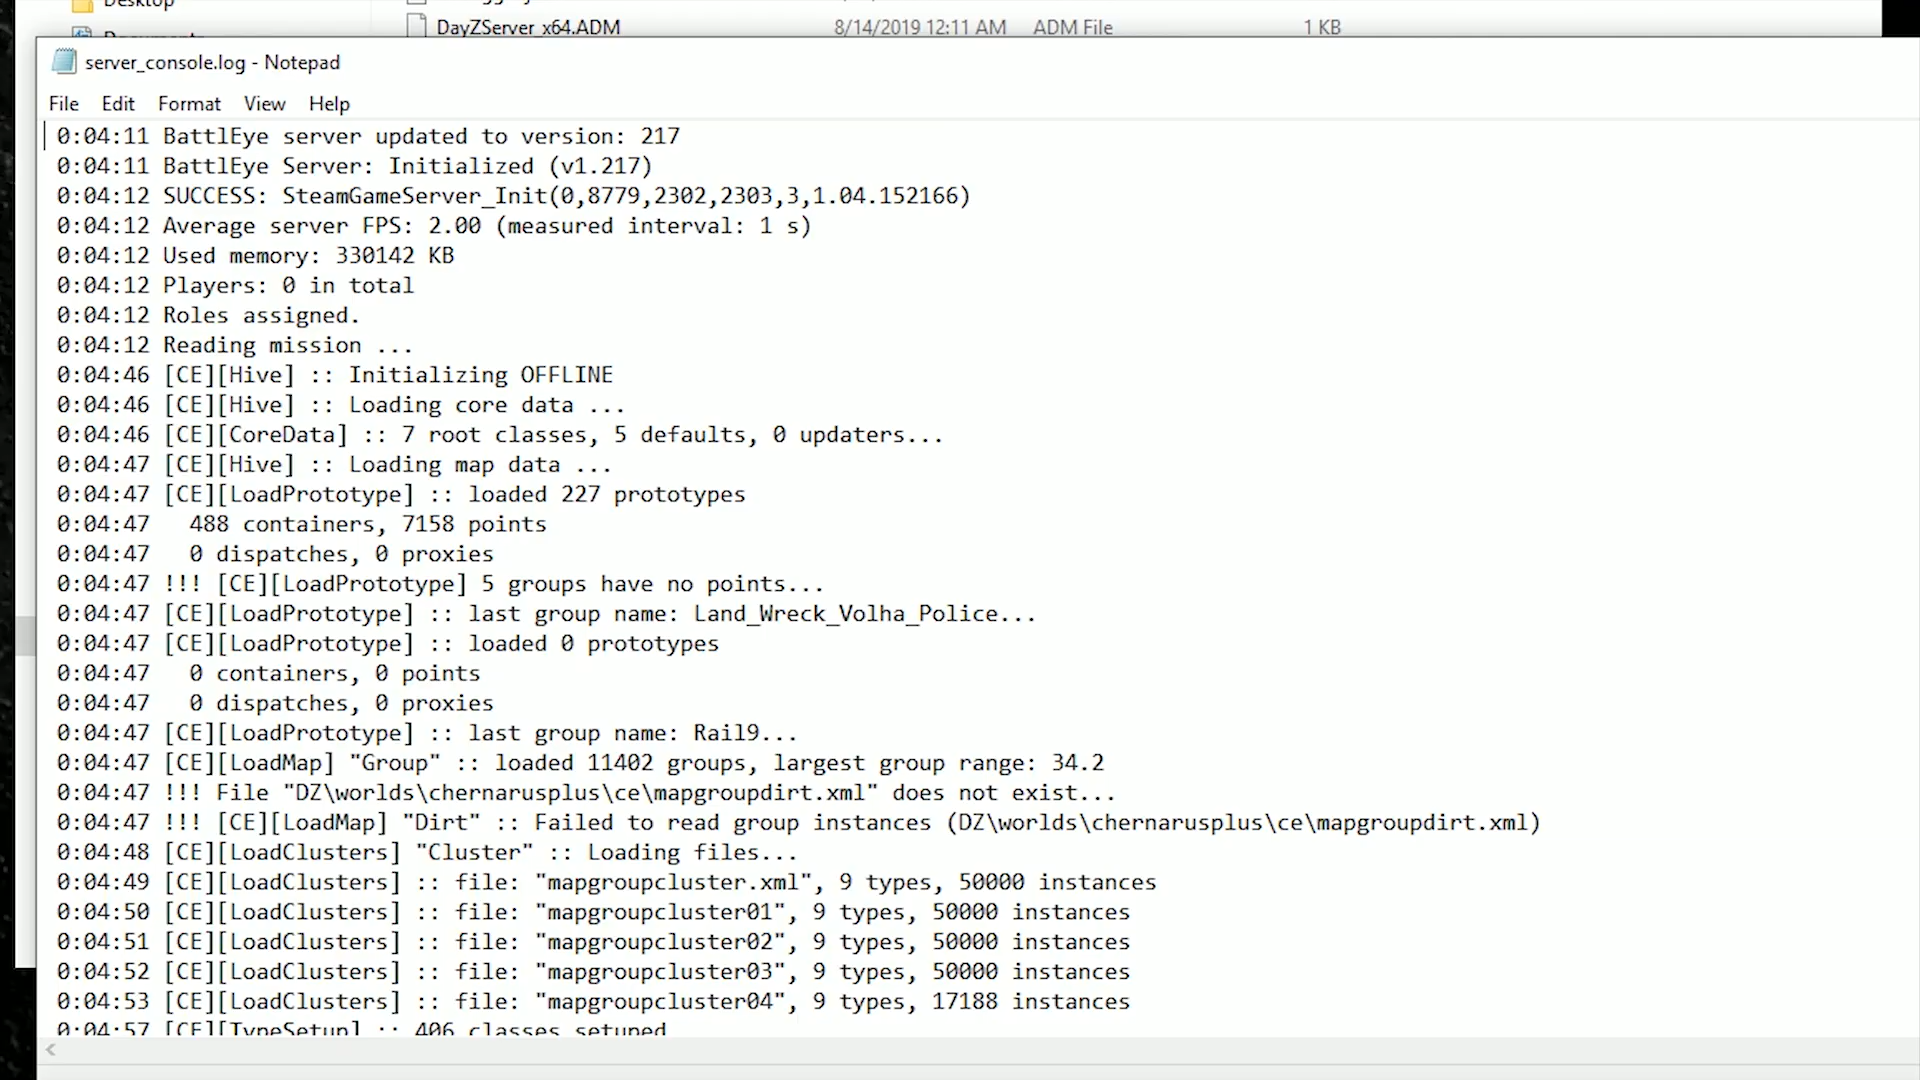 Desktop
DayZServer_x64.ADM 8/14/2019 12:11 AM ADM File 1 KB
Documents
server_console.log - Notepad
File Edit Format View Help
0:04:11 BattlEye server updated to version: 217
0:04:11 BattlEye Server: Initialized (v1.217)
0:04:12 SUCCESS: SteamGameServer_Init(0,8779,2302,2303,3,1.04.152166)
0:04:12 Average server FPS: 2.00 (measured interval: 1 s)
0:04:12 Used memory: 330142 KB
0:04:12 Players: 0 in total
0:04:12 Roles assigned.
0:04:12 Reading mission ...
0:04:46 [CE][Hive] :: Initializing OFFLINE
0:04:46 [CE][Hive] :: Loading core data ...
0:04:46 [CE][CoreData] :: 7 root classes, 5 defaults, 0 updaters...
0:04:47 [CE][Hive] :: Loading map data ...
0:04:47 [CE][LoadPrototype] :: loaded 227 prototypes
0:04:47   488 containers, 7158 points
0:04:47   0 dispatches, 0 proxies
0:04:47 !!! [CE][LoadPrototype] 5 groups have no points...
0:04:47 [CE][LoadPrototype] :: last group name: Land_Wreck_Volha_Police...
0:04:47 [CE][LoadPrototype] :: loaded 0 prototypes
0:04:47   0 containers, 0 points
0:04:47   0 dispatches, 0 proxies
0:04:47 [CE][LoadPrototype] :: last group name: Rail9...
0:04:47 [CE][LoadMap] "Group" :: loaded 11402 groups, largest group range: 34.2
0:04:47 !!! File "DZ\worlds\chernarusplus\ce\mapgroupdirt.xml" does not exist...
0:04:47 !!! [CE][LoadMap] "Dirt" :: Failed to read group instances (DZ\worlds\chernarusplus\ce\mapgroupdirt.xml)
0:04:48 [CE][LoadClusters] "Cluster" :: Loading files...
0:04:49 [CE][LoadClusters] :: file: "mapgroupcluster.xml", 9 types, 50000 instances
0:04:50 [CE][LoadClusters] :: file: "mapgroupcluster01", 9 types, 50000 instances
0:04:51 [CE][LoadClusters] :: file: "mapgroupcluster02", 9 types, 50000 instances
0:04:52 [CE][LoadClusters] :: file: "mapgroupcluster03", 9 types, 50000 instances
0:04:53 [CE][LoadClusters] :: file: "mapgroupcluster04", 9 types, 17188 instances
0:04:57 [CE][TypeSetup] :: 406 classes setuped